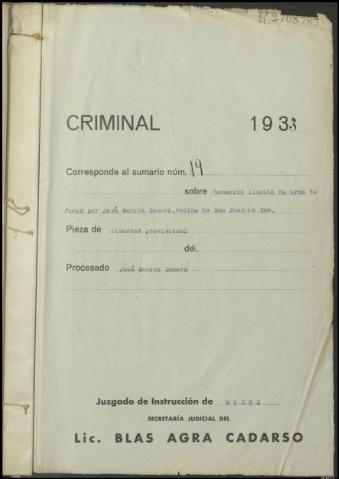 CRIMINAL 1933
Corresponde al sumario núm. 19
sobre tenencia ilícita de arma de
fuego por José García Romero, vecino de San Juan
Pieza de libertad provisional
de
Procesado José García Romero
Juzgado de Instrucción de MUROS
SECRETARÍA JUDICIAL DEL
Lic. BLAS AGRA CADARSO